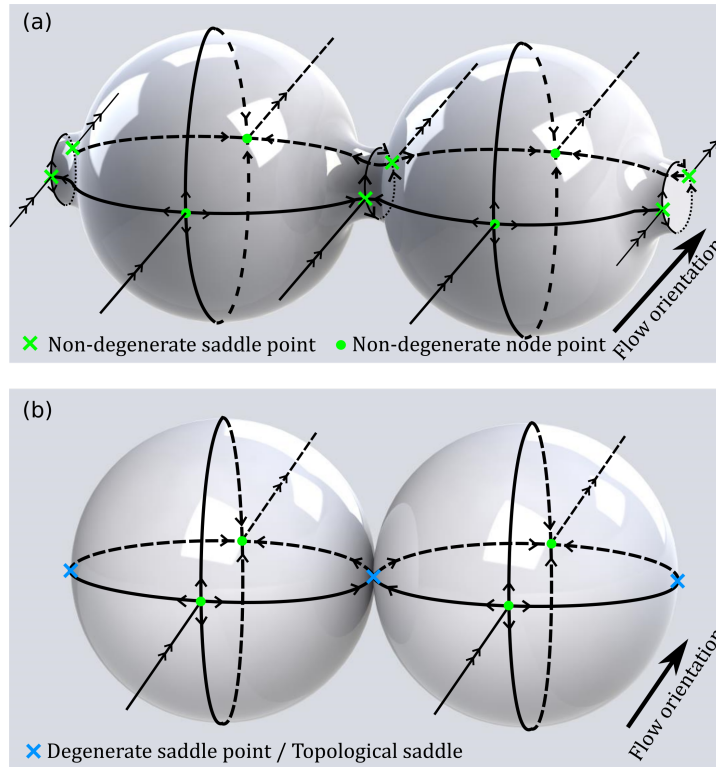 (a)
Flow orientation
Non-degenerate saddle point
Non-degenerate node point
(b)
Flow orientation
Degenerate saddle point / Topological saddle